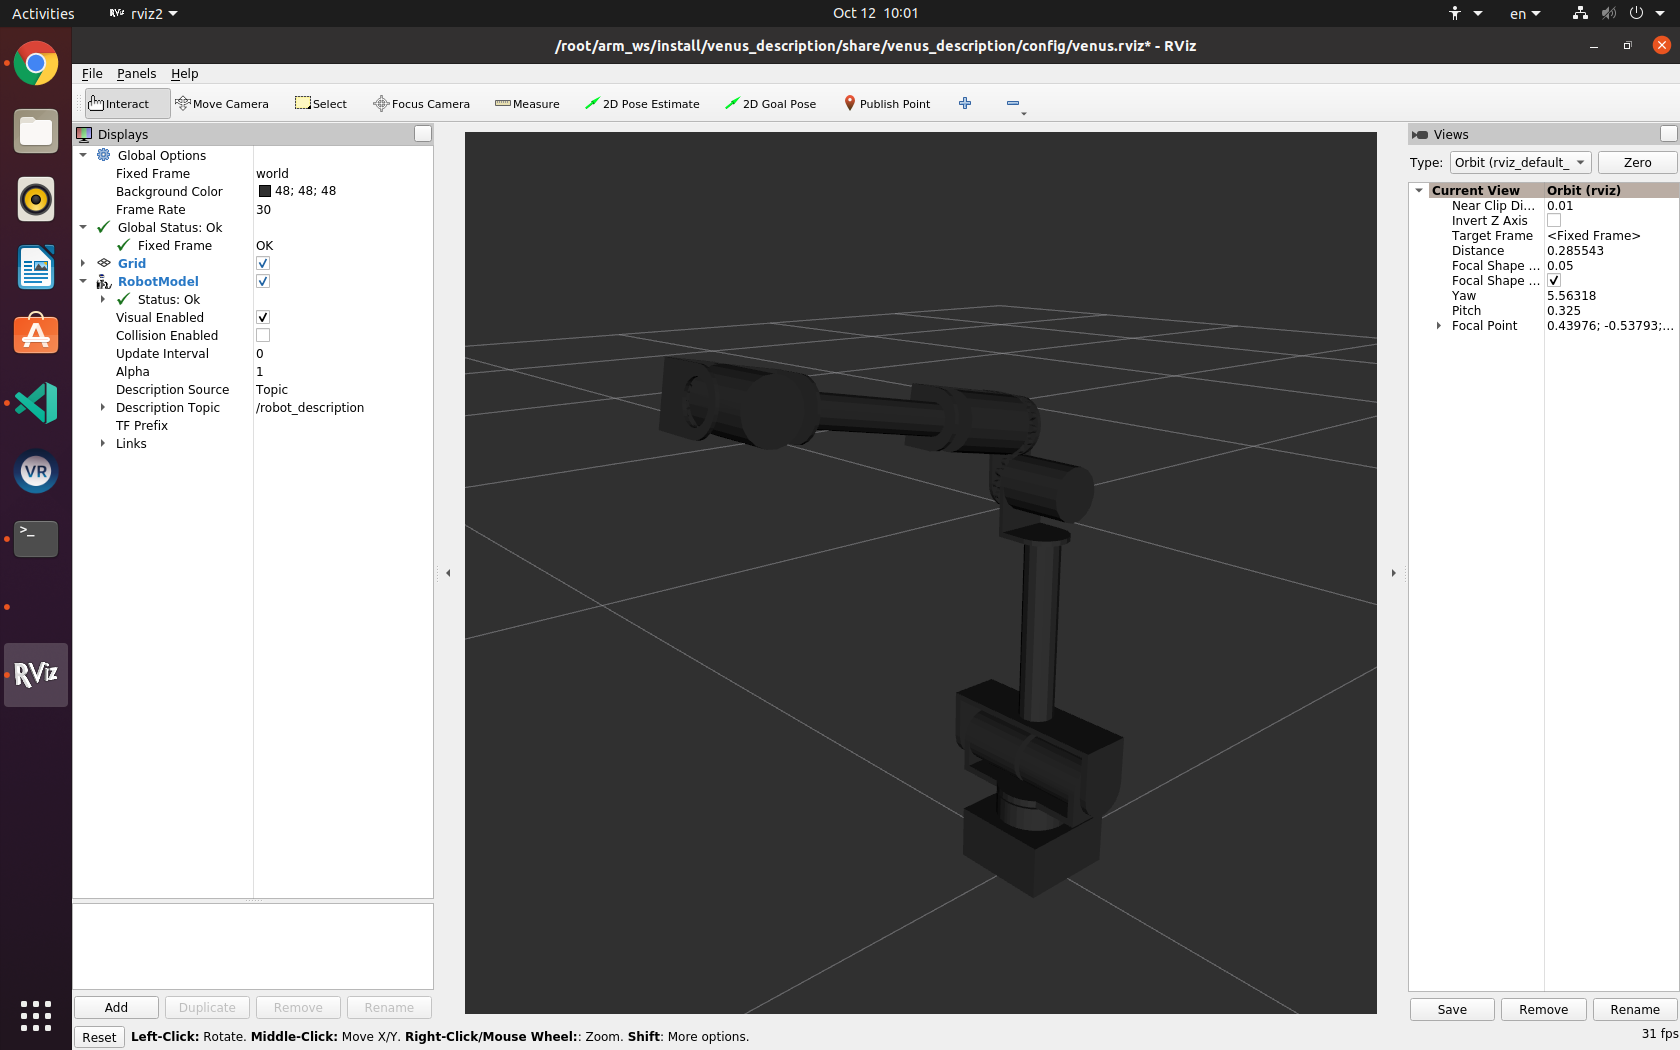 Activities
rviz2
Oct 12 10:01
en
/root/arm_ws/install/venus_description/share/venus_description/config/venus.rviz* - RViz
File Panels Help
Interact Move Camera Select Focus Camera Measure 2D Pose Estimate 2D Goal Pose Publish Point
Displays
Global Options
Fixed Frame world
Background Color 48; 48; 48
Frame Rate 30
Global Status: Ok
Fixed Frame OK
Grid
RobotModel
Status: Ok
Visual Enabled
Collision Enabled
Update Interval 0
Alpha 1
Description Source Topic
Description Topic /robot_description
TF Prefix
Links
Add Duplicate Remove Rename
Reset Left-Click: Rotate. Middle-Click: Move X/Y. Right-Click/Mouse Wheel:: Zoom. Shift: More options.
Views
Type: Orbit (rviz_default_ Zero
Current View Orbit (rviz)
Near Clip Di... 0.01
Invert Z Axis
Target Frame <Fixed Frame>
Distance 0.285543
Focal Shape ... 0.05
Focal Shape ...
Yaw 5.56318
Pitch 0.325
Focal Point 0.43976; -0.53793;...
Save Remove Rename
31 fps
VR
>_
RViz